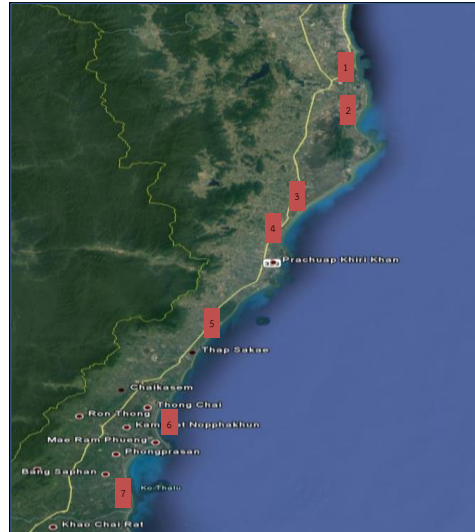 1
2
3
4
Prachuap Khiri Khan
5
Thap Sakae
Chaikasem
Thong Chai
Ron Thong
6
Mae Ram Phueng
Phongprasan
Bang Saphan
7
Ko Thalu
Khao Chai Rat